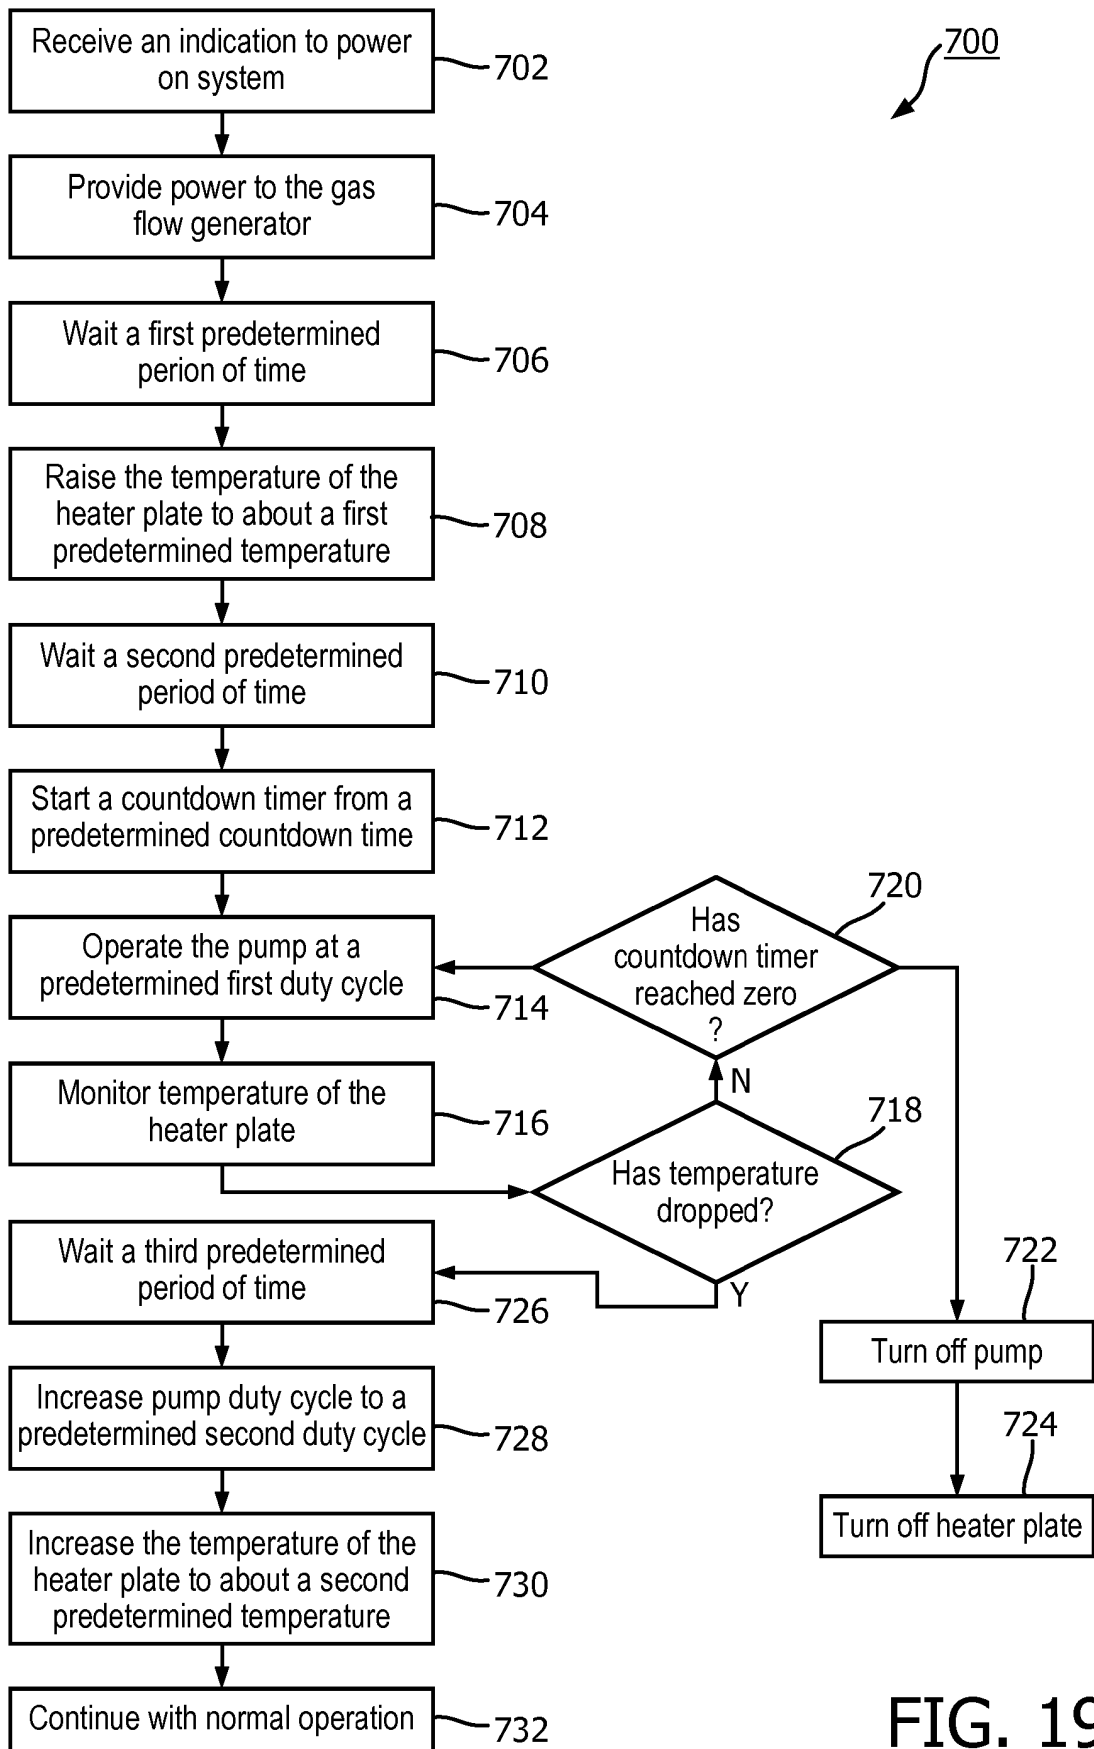 Receive an indication to power
on system
702
700
Provide power to the gas
flow generator
704
Wait a first predetermined
perion of time
706
Raise the temperature of the
heater plate to about a first
predetermined temperature
708
Wait a second predetermined
period of time
710
Start a countdown timer from a
predetermined countdown time
712
Operate the pump at a
predetermined first duty cycle
714
Has
countdown timer
reached zero
?
720
Monitor temperature of the
heater plate
716
N
Has temperature
dropped?
718
Y
Wait a third predetermined
period of time
726
722
Turn off pump
Increase pump duty cycle to a
predetermined second duty cycle
728
724
Turn off heater plate
Increase the temperature of the
heater plate to about a second
predetermined temperature
730
Continue with normal operation
732
FIG. 19